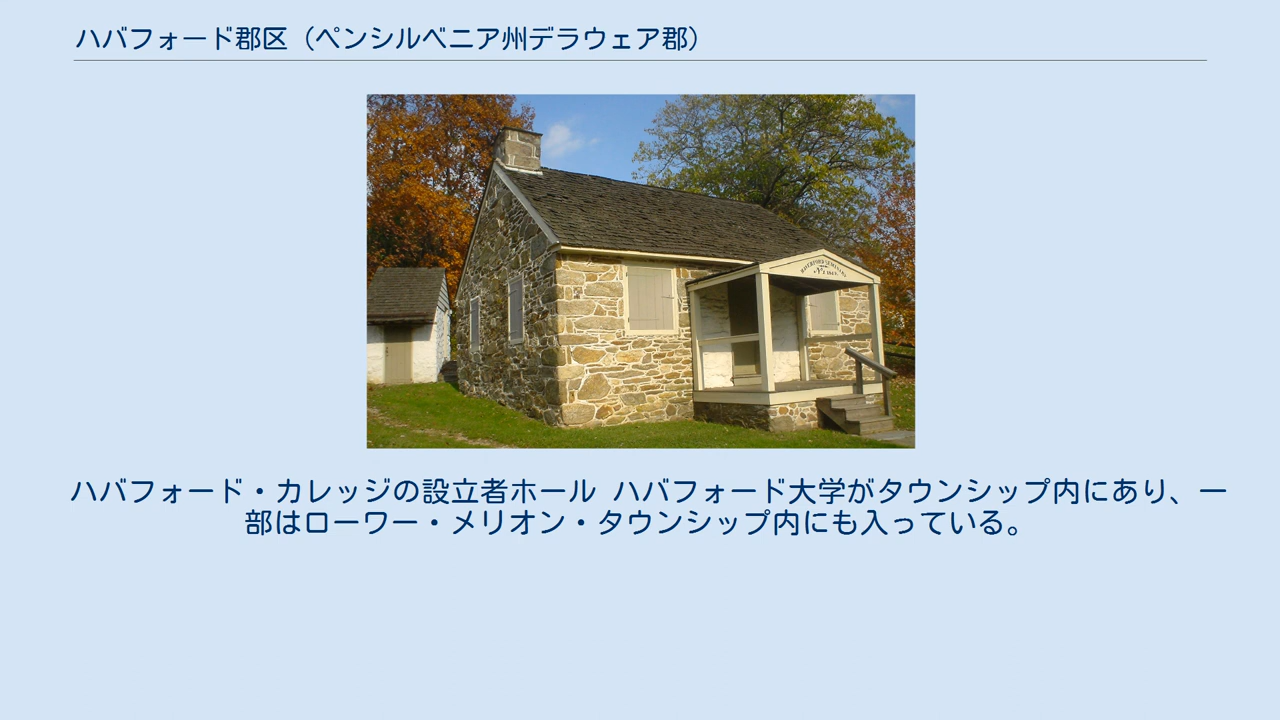 ハバフォード郡区（ペンシルベニア州デラウェア郡）
ハバフォード・カレッジの設立者ホール ハバフォード大学がタウンシップ内にあり、一
部はローワー・メリオン・タウンシップ内にも入っている。